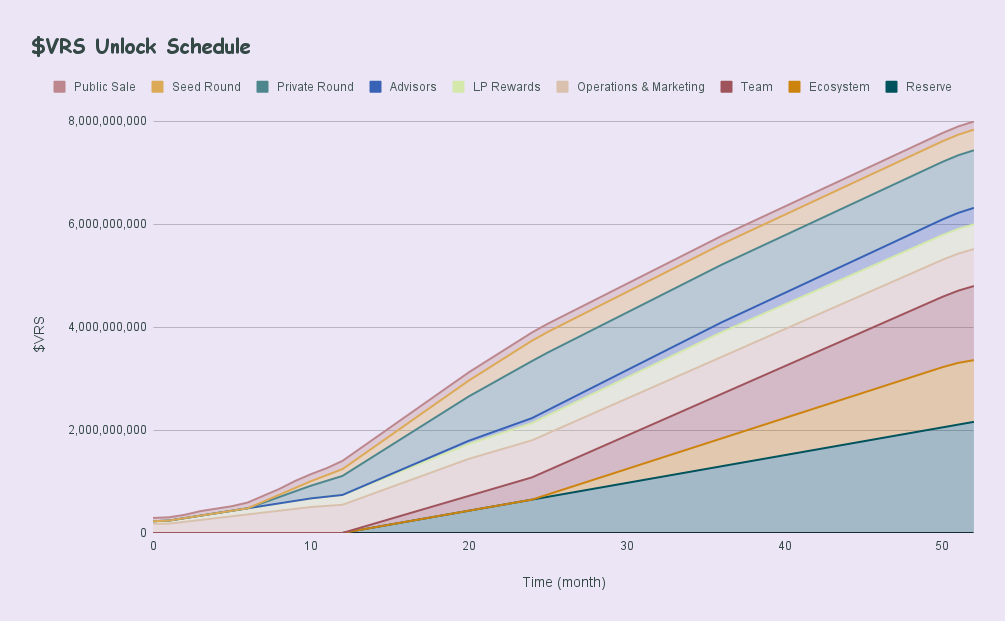 $VRS Unlock Schedule
Public Sale Seed Round Private Round Advisors LP Rewards Operations & Marketing Team Ecosystem Reserve
8,000,000,000
6,000,000,000
4,000,000,000
2,000,000,000
0
$VRS
0 10 20 30 40 50
Time (month)